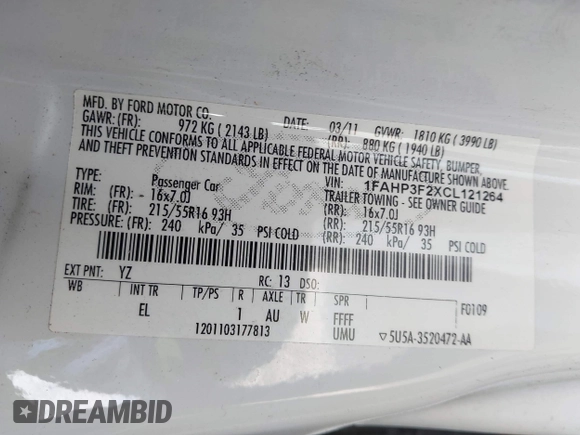 MFD. BY FORD MOTOR CO. DATE: 03/11 GVWR: 1810 KG ( 3990 LB)
GAWR: (FR): 972 KG ( 2143 LB) (RR): 880 KG ( 1940 LB)
THIS VEHICLE CONFORMS TO ALL APPLICABLE FEDERAL MOTOR VEHICLE SAFETY, BUMPER,
AND THEFT PREVENTION STANDARDS IN EFFECT ON THE DATE OF MANUFACTURE SHOWN ABOVE.
VIN: 1FAHP3F2XCL121264
TYPE: Passenger Car TRAILER TOWING - SEE OWNER GUIDE
RIM: (FR): 16x7.0J (RR): 16x7.0J
TIRE: (FR): 215/55R16 93H (RR): 215/55R16 93H
PRESSURE: (FR): 240 kPa/ 35 PSI COLD (RR): 240 kPa/ 35 PSI COLD
EXT PNT: YZ RC: 13 DSO:
WB INT TR TP/PS R AXLE TR SPR F0109
EL 1 AU W FFFF
1201103177813 UMU ▽5U5A-3520472-AA
DREAMBID